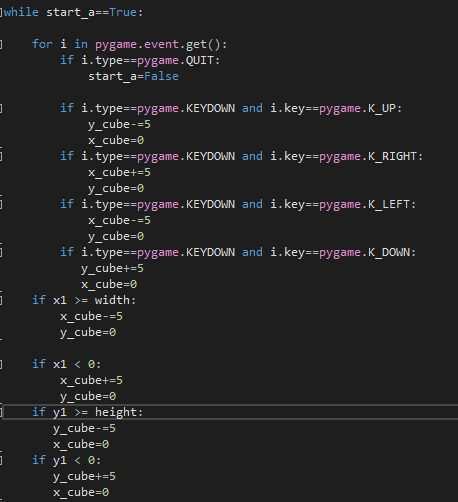 while start_a==True:
for i in pygame.event.get():
if i.type==pygame.QUIT:
start_a=False
if i.type==pygame.KEYDOWN and i.key==pygame.K_UP:
y_cube-=5
x_cube=0
if i.type==pygame.KEYDOWN and i.key==pygame.K_RIGHT:
x_cube+=5
y_cube=0
if i.type==pygame.KEYDOWN and i.key==pygame.K_LEFT:
x_cube-=5
y_cube=0
if i.type==pygame.KEYDOWN and i.key==pygame.K_DOWN:
y_cube+=5
x_cube=0
if x1 >= width:
x_cube-=5
y_cube=0
if x1 < 0:
x_cube+=5
y_cube=0
if y1 >= height:
y_cube-=5
x_cube=0
if y1 < 0:
y_cube+=5
x_cube=0